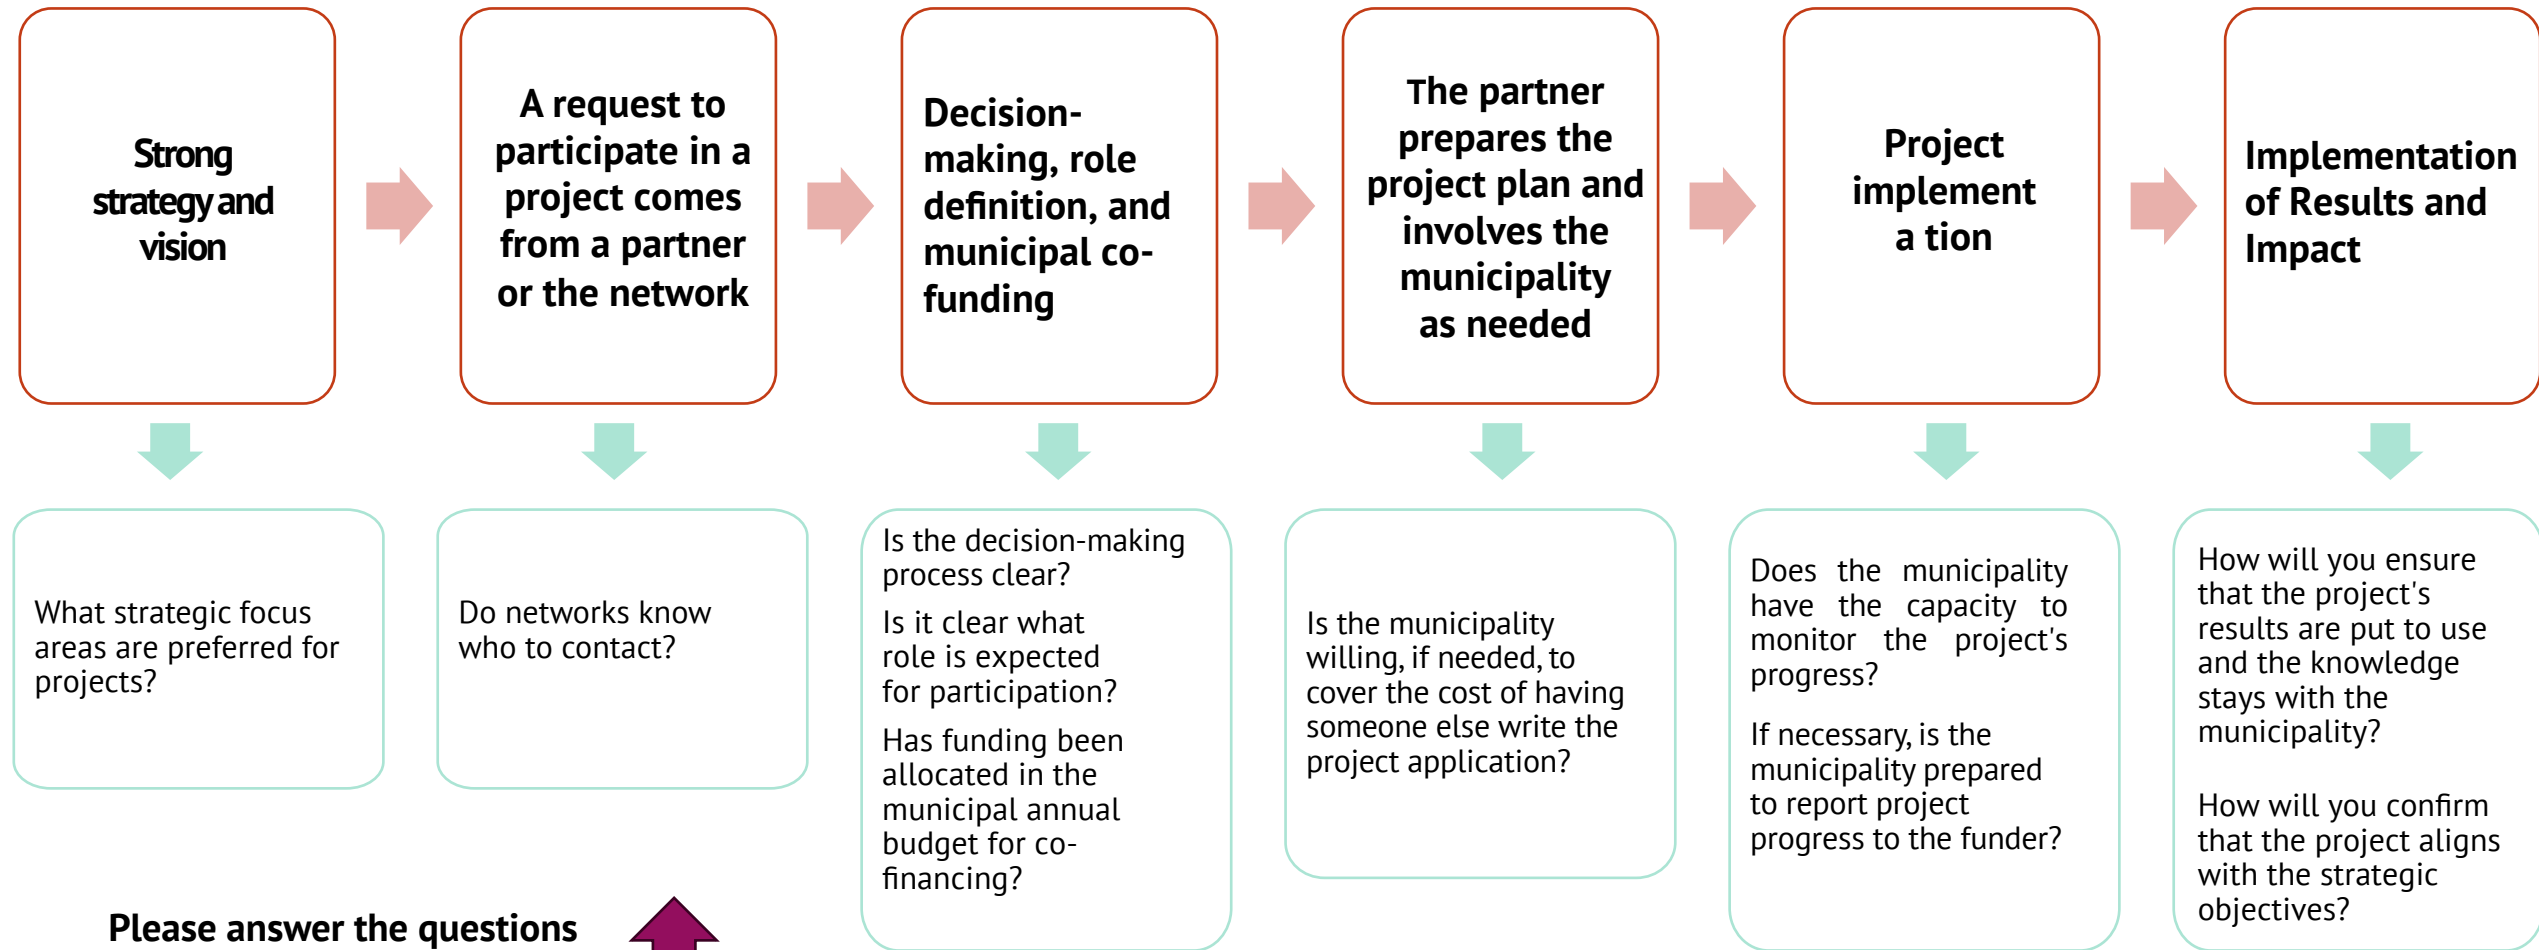 Strong
strategy and
vision
A request to
participate in a
project comes
from a partner
or the network
Decision-
making, role
definition, and
municipal co-
funding
The partner
prepares the
project plan and
involves the
municipality
as needed
Project
implement
a tion
Implementation
of Results and
Impact
What strategic focus
areas are preferred for
projects?
Do networks know
who to contact?
Is the decision-making
process clear?
Is it clear what
role is expected
for participation?
Has funding been
allocated in the
municipal annual
budget for co-
financing?
Is the municipality
willing, if needed, to
cover the cost of having
someone else write the
project application?
Does the municipality
have the capacity to
monitor the project's
progress?
If necessary, is the
municipality prepared
to report project
progress to the funder?
How will you ensure
that the project's
results are put to use
and the knowledge
stays with the
municipality?
How will you confirm
that the project aligns
with the strategic
objectives?
Please answer the questions